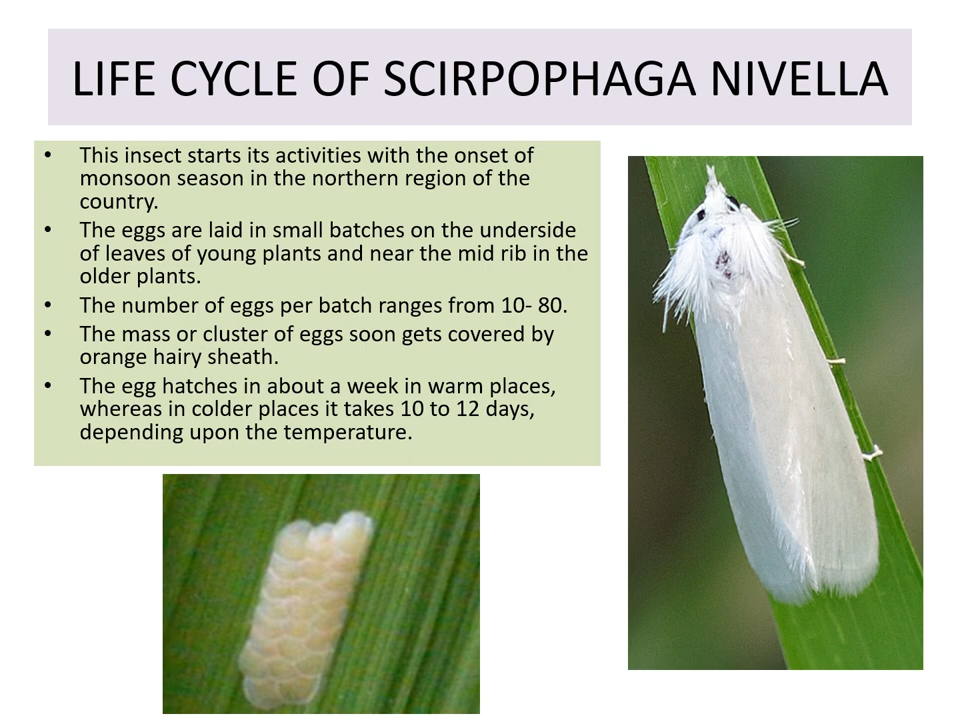 LIFE CYCLE OF SCIRPOPHAGA NIVELLA
• This insect starts its activities with the onset of
monsoon season in the northern region of the
country.
• The eggs are laid in small batches on the underside
of leaves of young plants and near the mid rib in the
older plants.
• The number of eggs per batch ranges from 10- 80.
• The mass or cluster of eggs soon gets covered by
orange hairy sheath.
• The egg hatches in about a week in warm places,
whereas in colder places it takes 10 to 12 days,
depending upon the temperature.